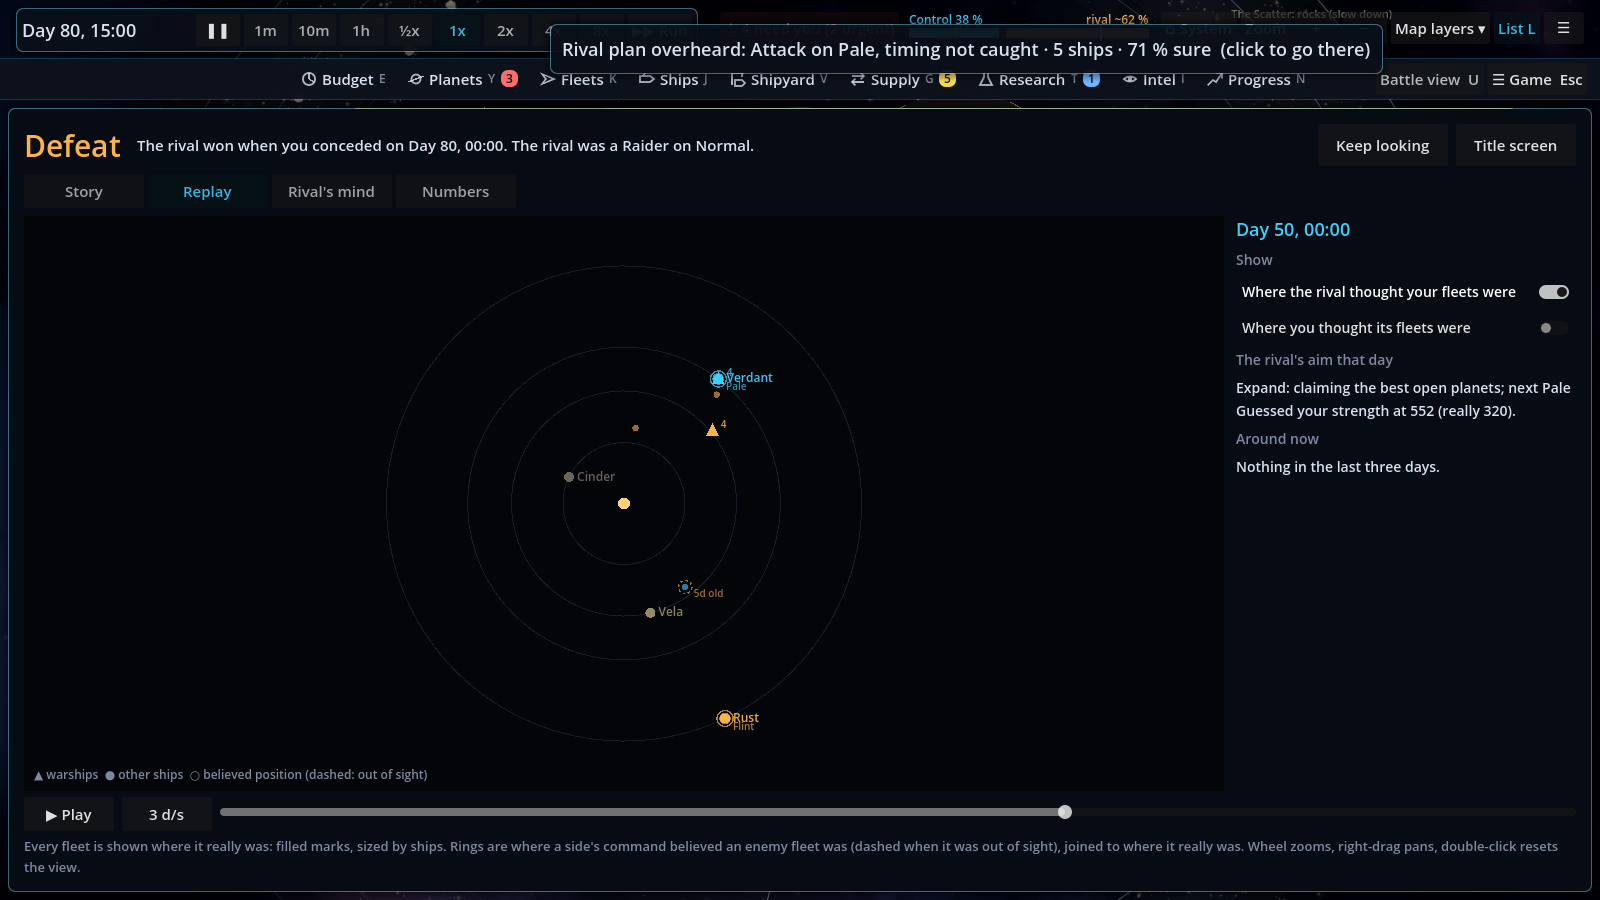 Day 80, 15:00
❚❚ 1m 10m 1h ½x 1x 2x
Control 38 % rival ~62 %
The Scatter: rocks (slow down)
System Zoom
Map layers ▾ List L ☰
Rival plan overheard: Attack on Pale, timing not caught · 5 ships · 71 % sure (click to go there)
Budget E Planets Y 3 Fleets K Ships J Shipyard V Supply G 5 Research T 1 Intel I Progress N Battle view U ☰ Game Esc
Defeat The rival won when you conceded on Day 80, 00:00. The rival was a Raider on Normal.
Keep looking Title screen
Story Replay Rival's mind Numbers
Day 50, 00:00
Show
Where the rival thought your fleets were
Where you thought its fleets were
The rival's aim that day
Expand: claiming the best open planets; next Pale
Guessed your strength at 552 (really 320).
Around now
Nothing in the last three days.
4
Verdant
Pale
4
Cinder
5d old
Vela
Rust
Flint
▲ warships ● other ships ○ believed position (dashed: out of sight)
▶ Play 3 d/s
Every fleet is shown where it really was: filled marks, sized by ships. Rings are where a side's command believed an enemy fleet was (dashed when it was out of sight), joined to where it really was. Wheel zooms, right-drag pans, double-click resets
the view.